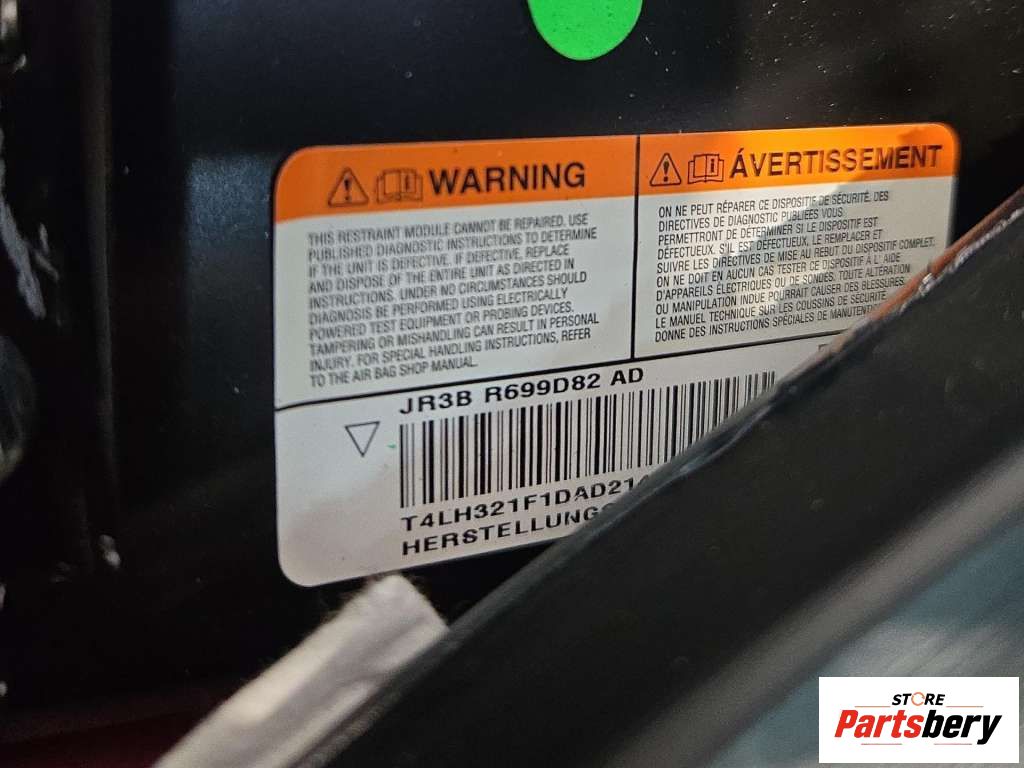 WARNING
THIS RESTRAINT MODULE CANNOT BE REPAIRED. USE
PUBLISHED DIAGNOSTIC INSTRUCTIONS TO DETERMINE
IF THE UNIT IS DEFECTIVE. IF DEFECTIVE, REPLACE
AND DISPOSE OF THE ENTIRE UNIT AS DIRECTED IN
INSTRUCTIONS. UNDER NO CIRCUMSTANCES SHOULD
DIAGNOSIS BE PERFORMED USING ELECTRICALLY
POWERED TEST EQUIPMENT OR PROBING DEVICES.
TAMPERING OR MISHANDLING CAN RESULT IN PERSONAL
INJURY. FOR SPECIAL HANDLING INSTRUCTIONS, REFER
TO THE AIR BAG SHOP MANUAL.
ÁVERTISSEMENT
ON NE PEUT RÉPARER CE DISPOSITIF DE SÉCURITÉ. DES
DIRECTIVES DE DIAGNOSTIC PUBLIÉES VOUS
PERMETTRONT DE DÉTERMINER SI LE DISPOSITIF EST
DÉFECTUEUX. S'IL EST DÉFECTUEUX, LE REMPLACER ET
SUIVRE LES DIRECTIVES DE MISE AU REBUT DU DISPOSITIF COMPLET.
ON NE DOIT EN AUCUN CAS TESTER CE DISPOSITIF À L' AIDE
D'APPAREILS ÉLECTRIQUES OU DE SONDES. TOUTE ALTÉRATION
OU MANIPULATION INDUE POURRAIT CAUSER DES BLESSURES.
LE MANUEL TECHNIQUE SUR LES COUSSINS DE SÉCURITÉ
DONNE DES INSTRUCTIONS SPÉCIALES DE MANUTENTION
JR3B R699D82 AD
T4LH321F1DAD21
HERSTELLUNG
STORE
Partsbery